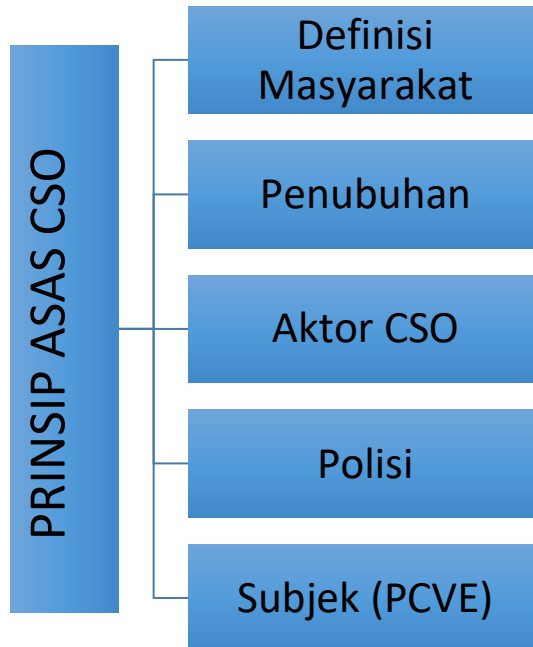 PRINSIP ASAS CSO
Definisi
Masyarakat
Penubuhan
Aktor CSO
Polisi
Subjek (PCVE)